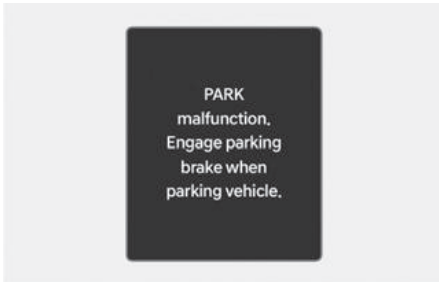 PARK
malfunction.
Engage parking
brake when
parking vehicle.